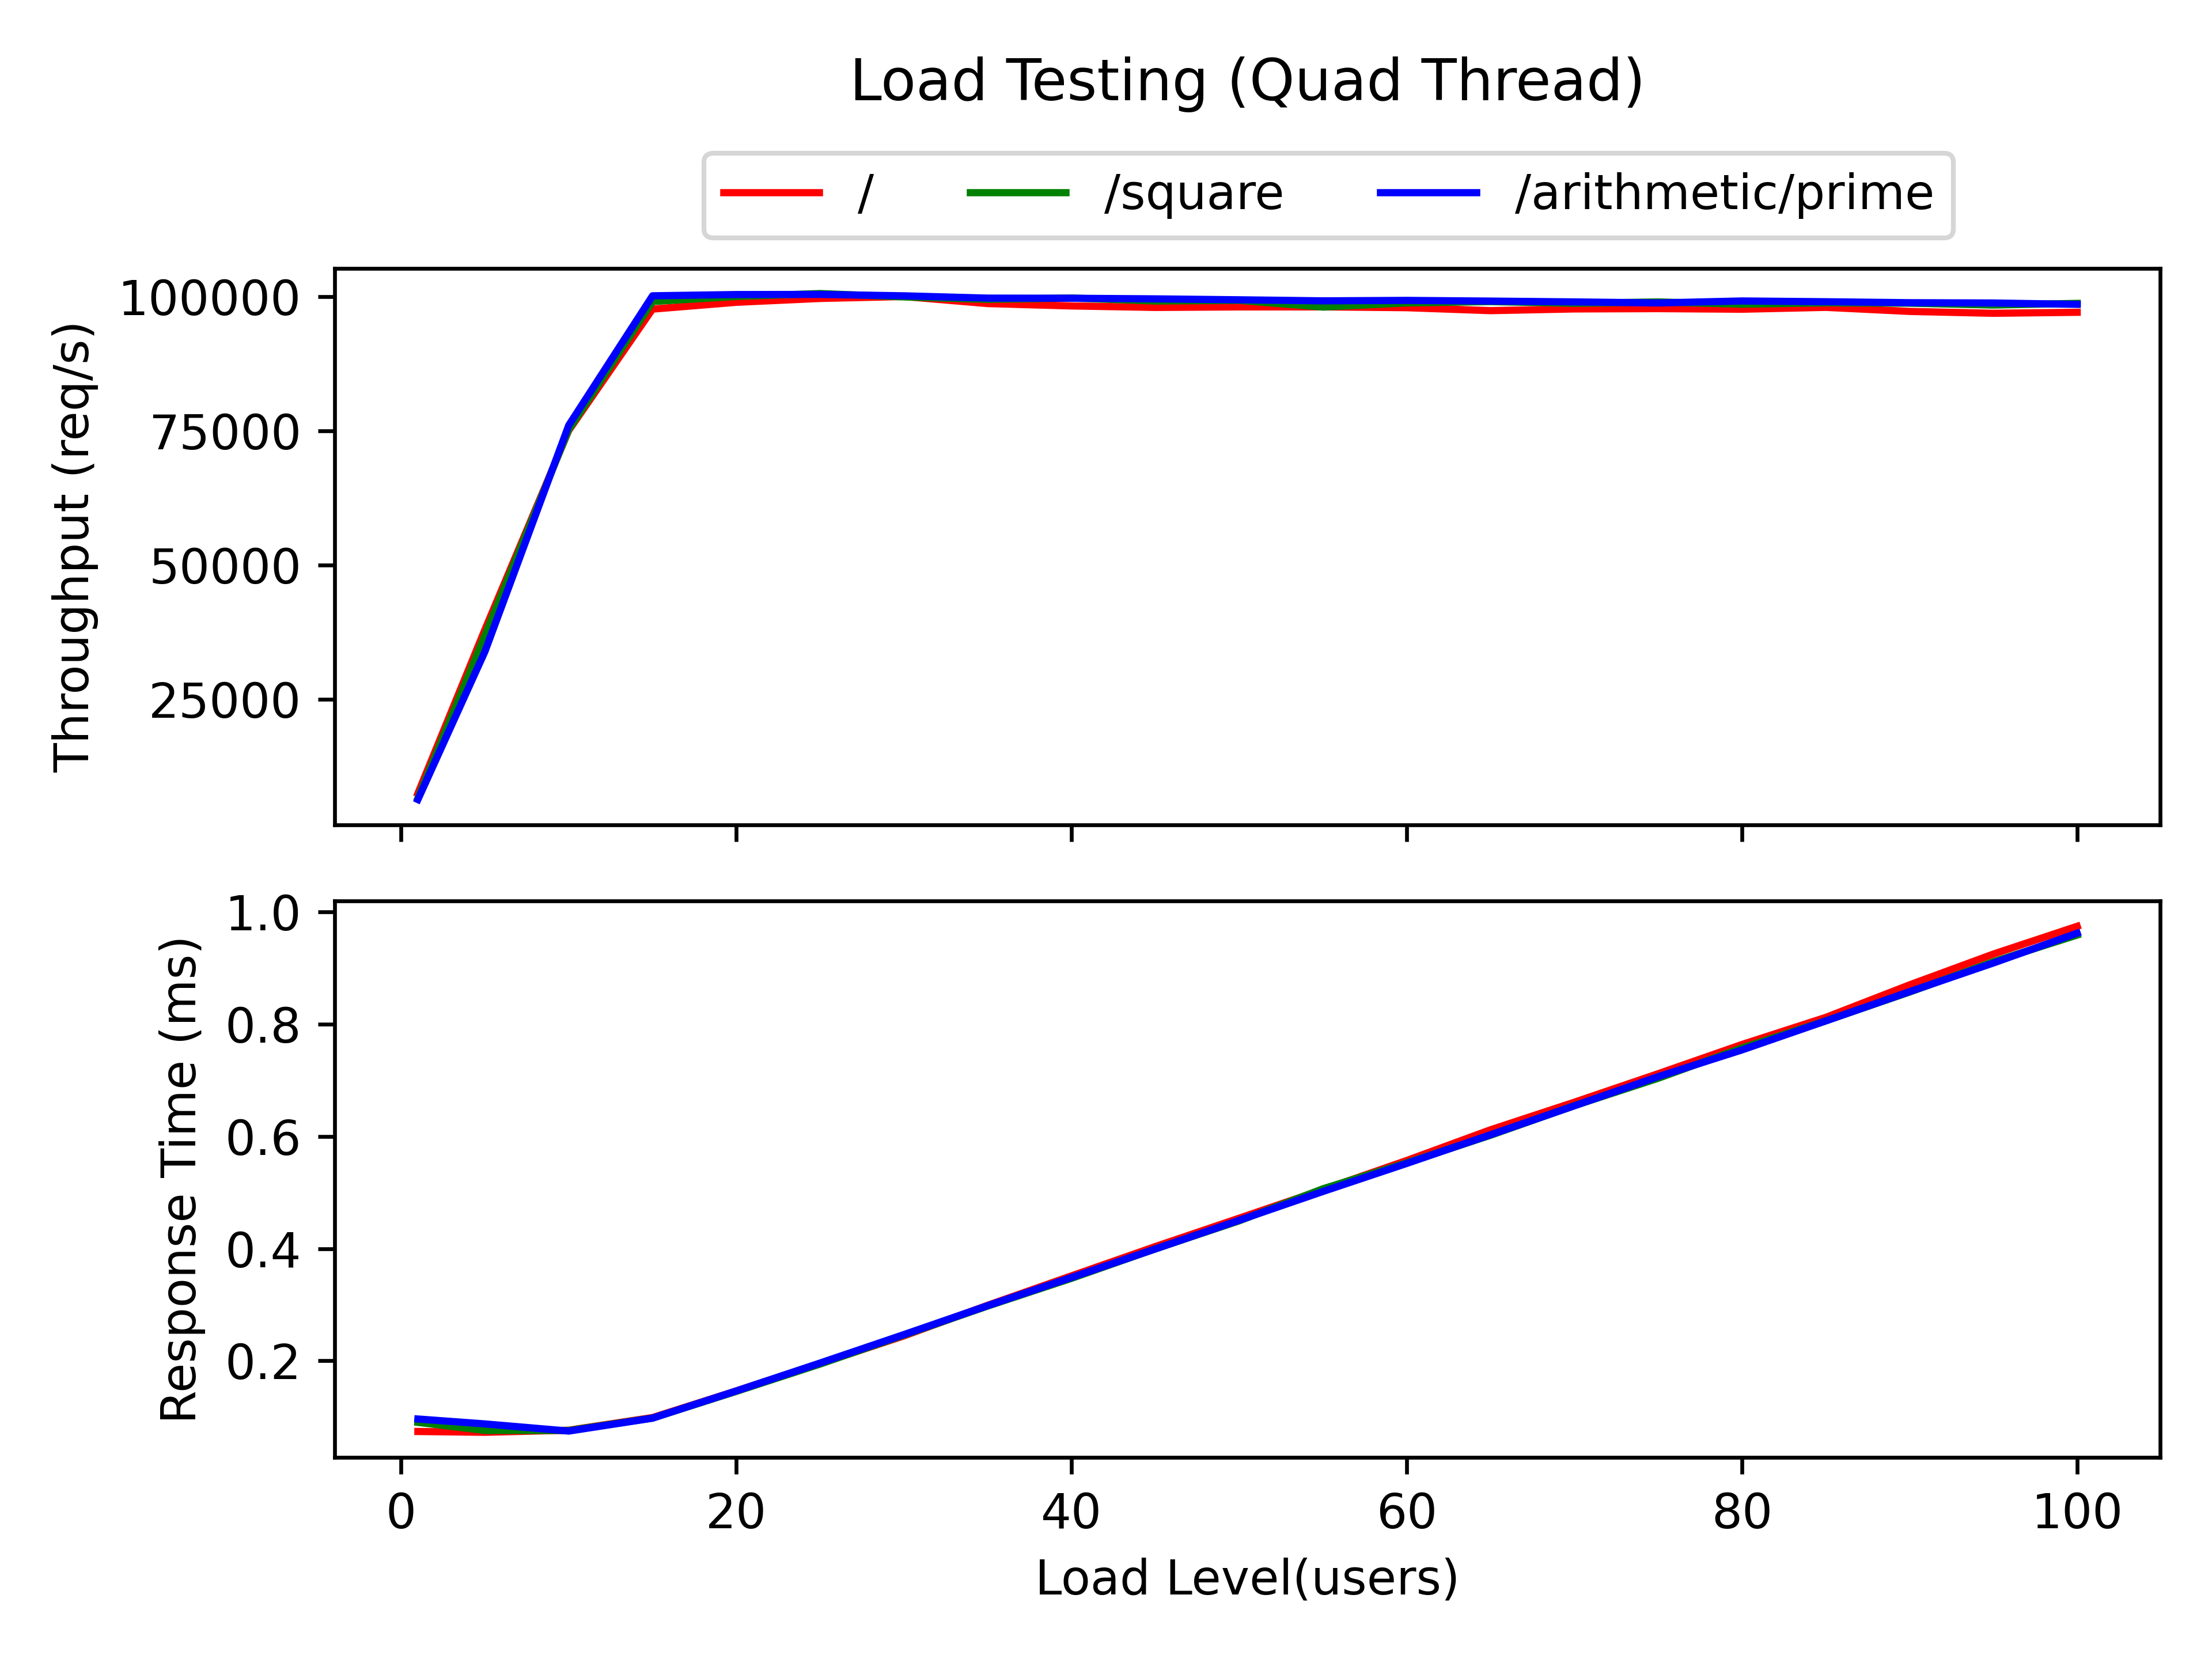 Load Testing (Quad Thread)
/ /square /arithmetic/prime
Throughput (req/s)
100000
75000
50000
25000
Response Time (ms)
1.0
0.8
0.6
0.4
0.2
0 20 40 60 80 100
Load Level(users)